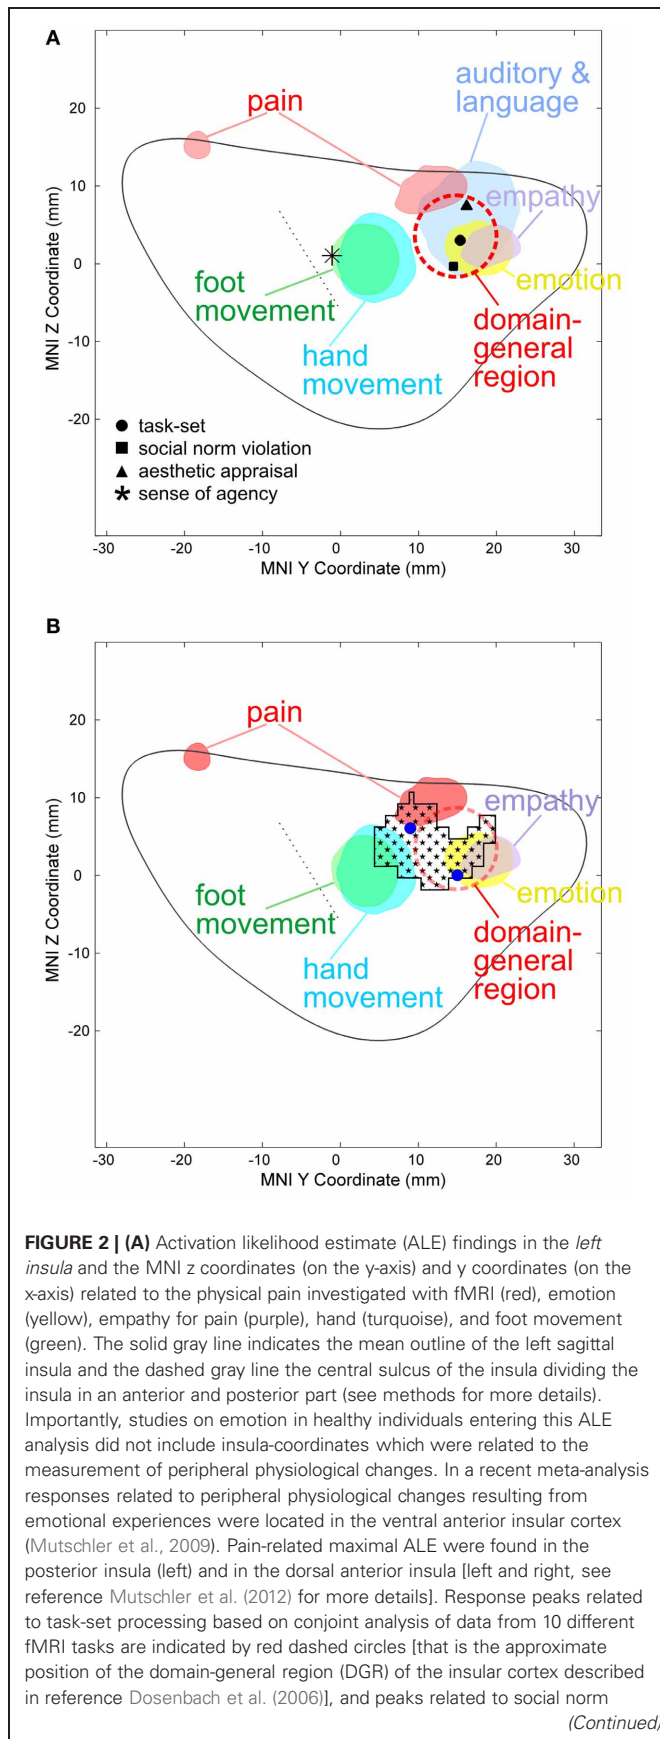 A
auditory &
language
pain
empathy
foot
movement
emotion
hand
movement
domain-
general
region
task-set
social norm violation
aesthetic appraisal
sense of agency
20
10
0
-10
-20
MNI Z Coordinate (mm)
-30 -20 -10 0 10 20 30
MNI Y Coordinate (mm)
B
pain
empathy
foot
movement
emotion
hand
movement
domain-
general
region
20
10
0
-10
-20
MNI Z Coordinate (mm)
-30 -20 -10 0 10 20 30
MNI Y Coordinate (mm)
FIGURE 2 | (A) Activation likelihood estimate (ALE) findings in the left
insula and the MNI z coordinates (on the y-axis) and y coordinates (on the
x-axis) related to the physical pain investigated with fMRI (red), emotion
(yellow), empathy for pain (purple), hand (turquoise), and foot movement
(green). The solid gray line indicates the mean outline of the left sagittal
insula and the dashed gray line the central sulcus of the insula dividing the
insula in an anterior and posterior part (see methods for more details).
Importantly, studies on emotion in healthy individuals entering this ALE
analysis did not include insula-coordinates which were related to the
measurement of peripheral physiological changes. In a recent meta-analysis
responses related to peripheral physiological changes resulting from
emotional experiences were located in the ventral anterior insular cortex
(Mutschler et al., 2009). Pain-related maximal ALE were found in the
posterior insula (left) and in the dorsal anterior insula [left and right, see
reference Mutschler et al. (2012) for more details]. Response peaks related
to task-set processing based on conjoint analysis of data from 10 different
fMRI tasks are indicated by red dashed circles [that is the approximate
position of the domain-general region (DGR) of the insular cortex described
in reference Dosenbach et al. (2006)], and peaks related to social norm
(Continued)